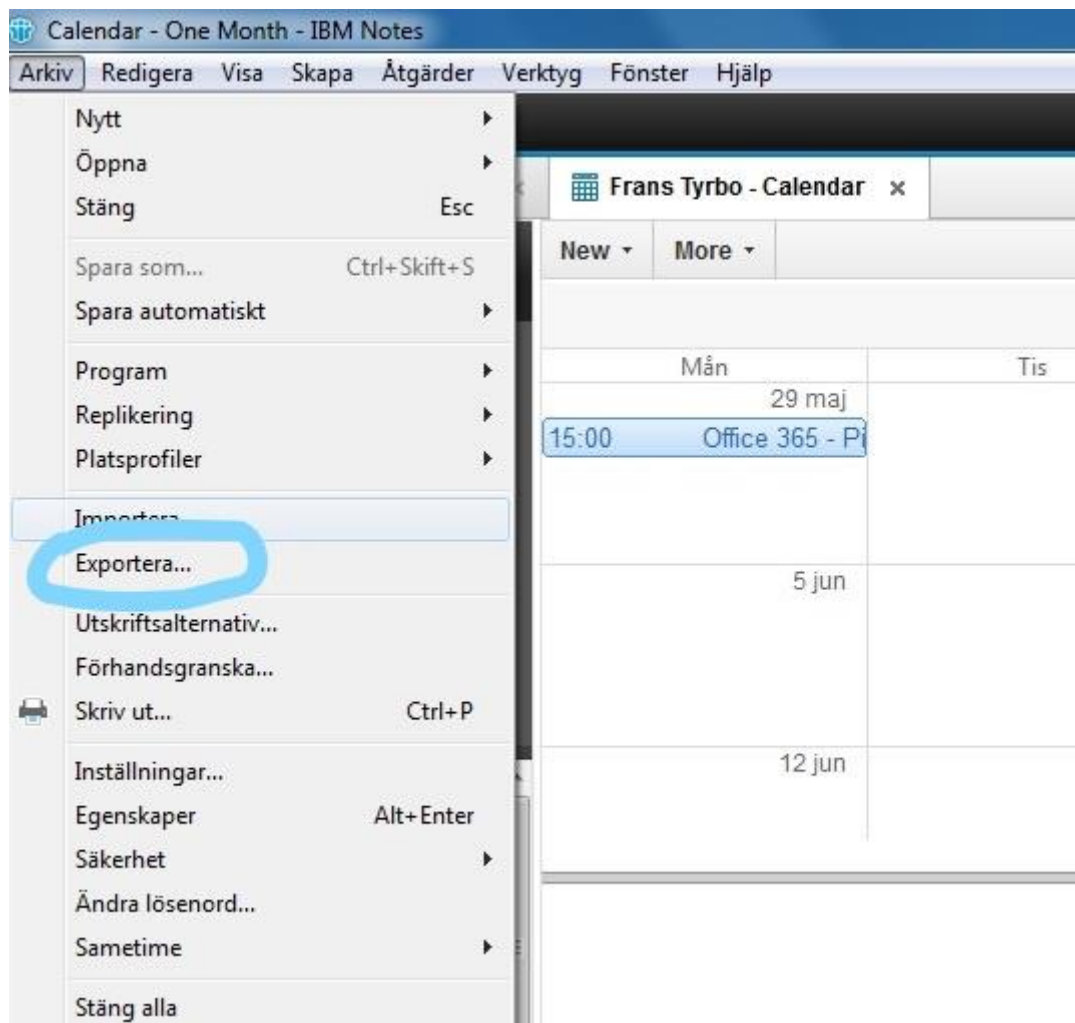 Calendar - One Month - IBM Notes
Arkiv Redigera Visa Skapa Åtgärder Verktyg Fönster Hjälp
Nytt
Öppna
Stäng Esc
Spara som... Ctrl+Skift+S
Spara automatiskt
Program
Replikering
Platsprofiler
Importera...
Exportera...
Utskriftsalternativ...
Förhandsgranska...
Skriv ut... Ctrl+P
Inställningar...
Egenskaper Alt+Enter
Säkerhet
Ändra lösenord...
Sametime
Stäng alla
Frans Tyrbo - Calendar
New More
Mån Tis
29 maj
15:00 Office 365 - Pi
5 jun
12 jun